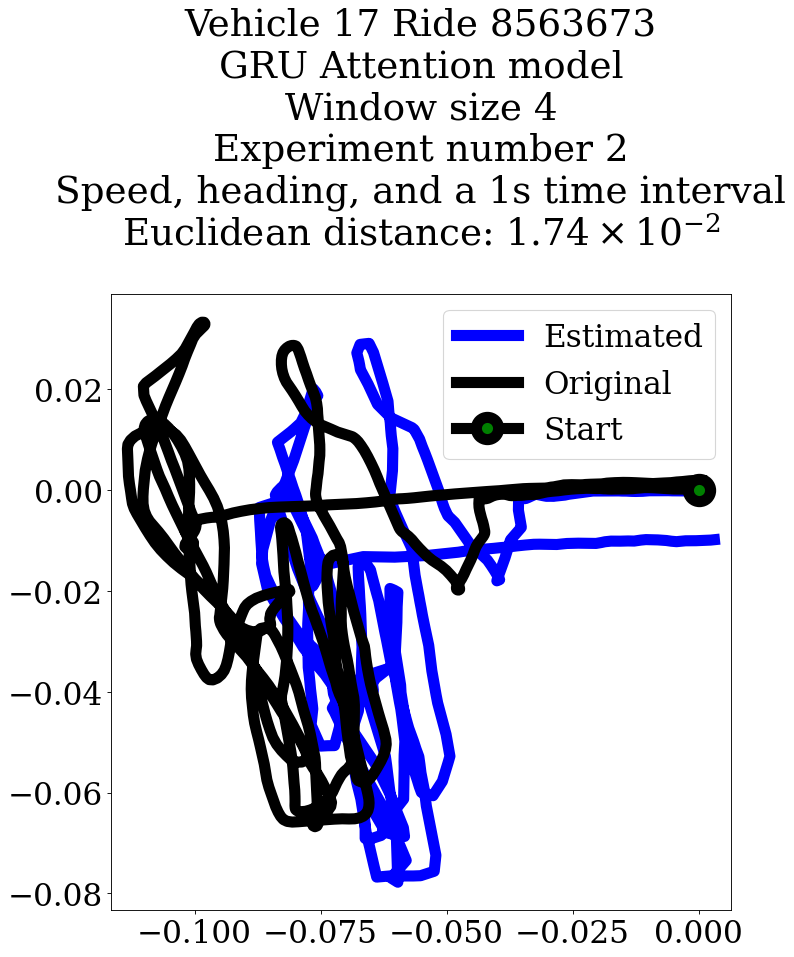 Vehicle 17 Ride 8563673
GRU Attention model
Window size 4
Experiment number 2
Speed, heading, and a 1s time interval
Euclidean distance: 1.74 × 10⁻²
Estimated
Original
Start
0.02
0.00
−0.02
−0.04
−0.06
−0.08
−0.100 −0.075 −0.050 −0.025 0.000